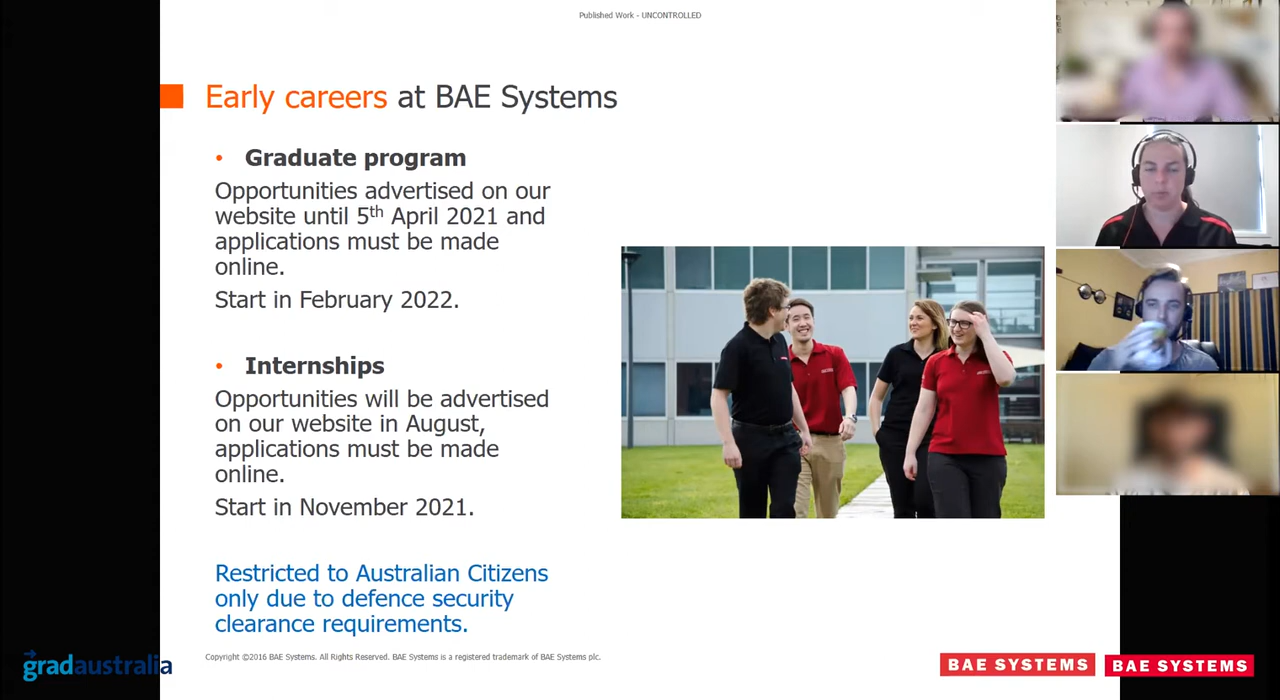 Published Work - UNCONTROLLED
Early careers at BAE Systems
• Graduate program
Opportunities advertised on our
website until 5th April 2021 and
applications must be made
online.
Start in February 2022.
• Internships
Opportunities will be advertised
on our website in August,
applications must be made
online.
Start in November 2021.
Restricted to Australian Citizens
only due to defence security
clearance requirements.
Copyright ©2016 BAE Systems. All Rights Reserved. BAE Systems is a registered trademark of BAE Systems plc.
gradaustralia
BAE SYSTEMS
BAE SYSTEMS